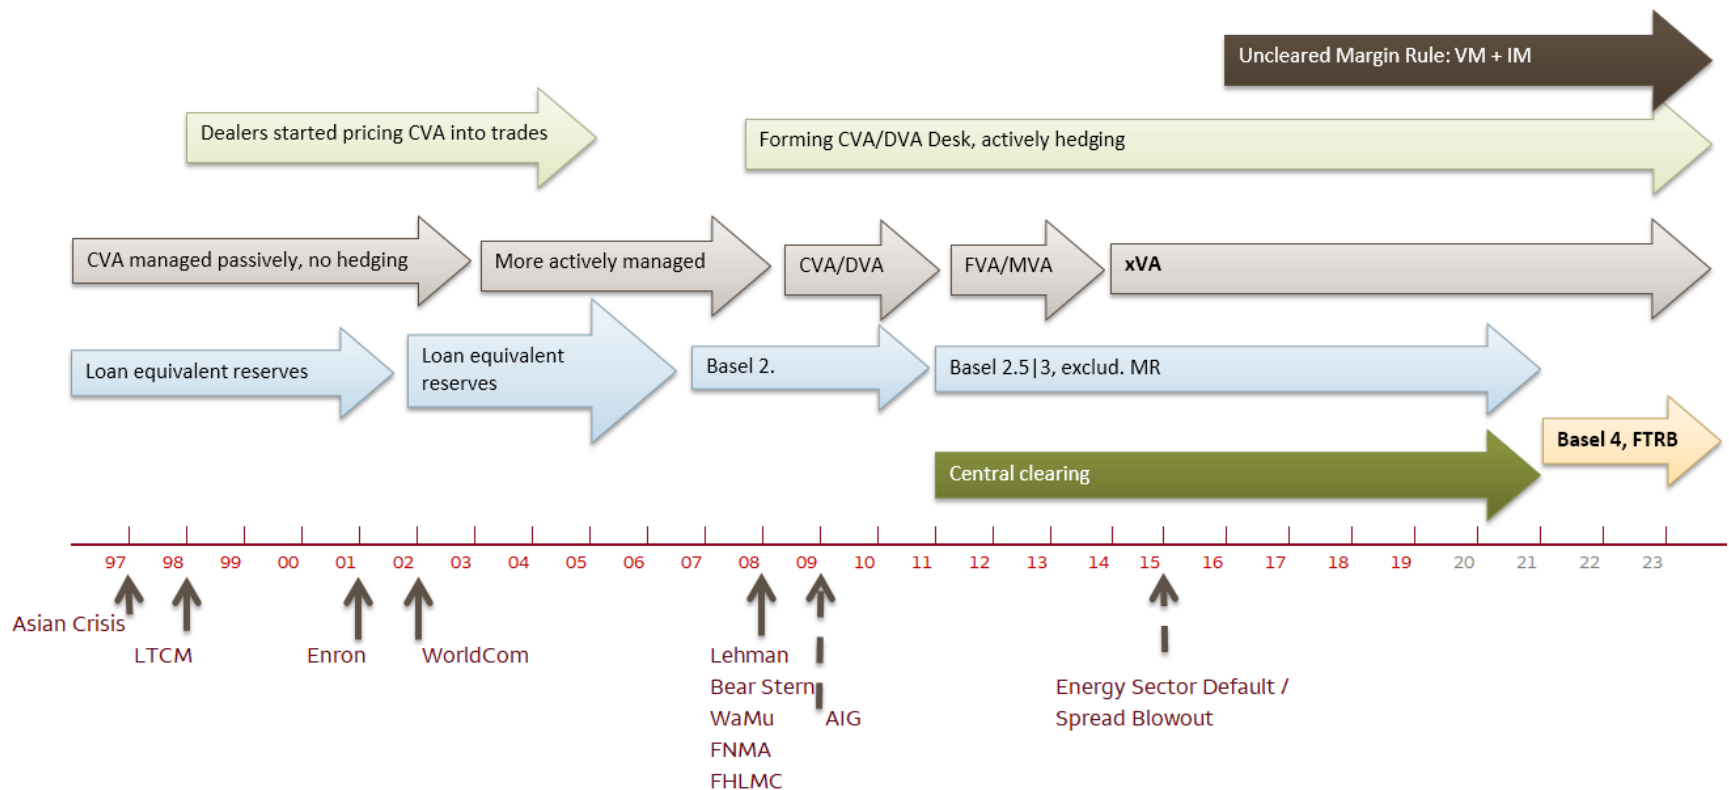 Uncleared Margin Rule: VM + IM
Dealers started pricing CVA into trades
Forming CVA/DVA Desk, actively hedging
CVA managed passively, no hedging
More actively managed
CVA/DVA
FVA/MVA
xVA
Loan equivalent reserves
Loan equivalent
reserves
Basel 2.
Basel 2.5|3, exclud. MR
Basel 4, FTRB
Central clearing
97 98 99 00 01 02 03 04 05 06 07 08 09 10 11 12 13 14 15 16 17 18 19 20 21 22 23
Asian Crisis
LTCM
Enron
WorldCom
Lehman
Bear Stern
WaMu
FNMA
FHLMC
AIG
Energy Sector Default /
Spread Blowout